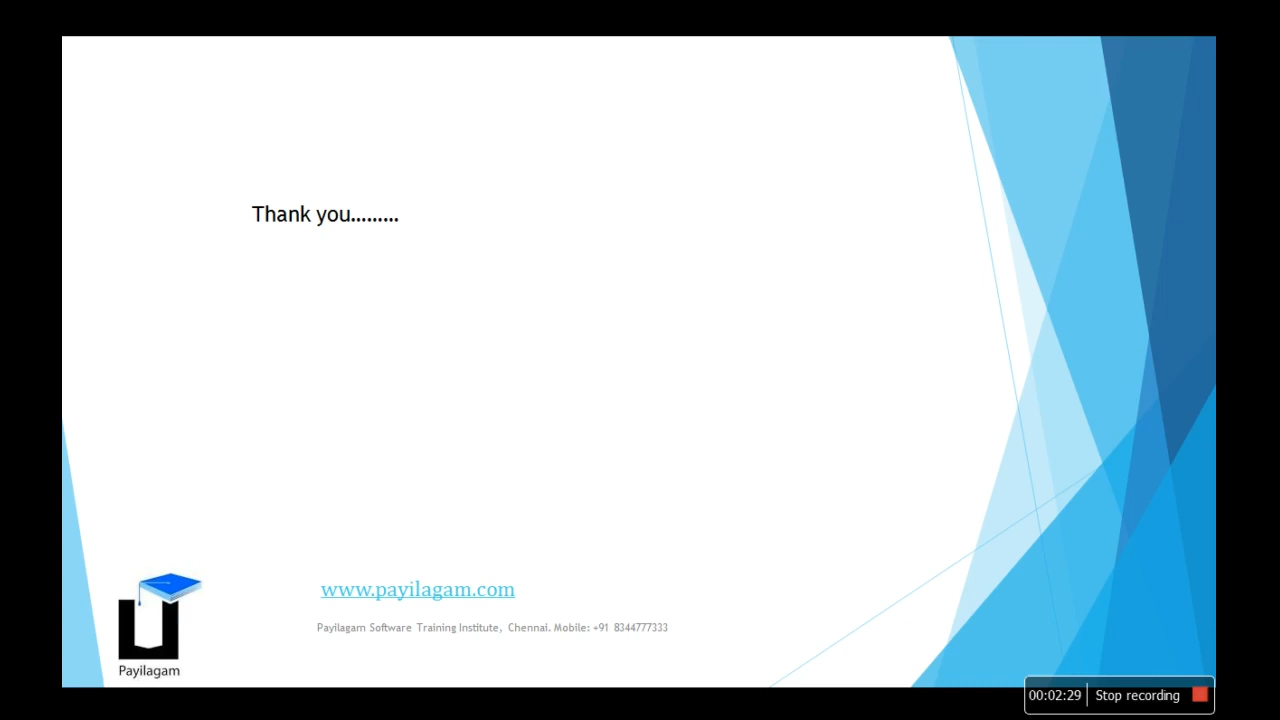 Thank you.........
www.payilagam.com
Payilagam Software Training Institute, Chennai. Mobile: +91 8344777333
Payilagam
00:02:29 Stop recording